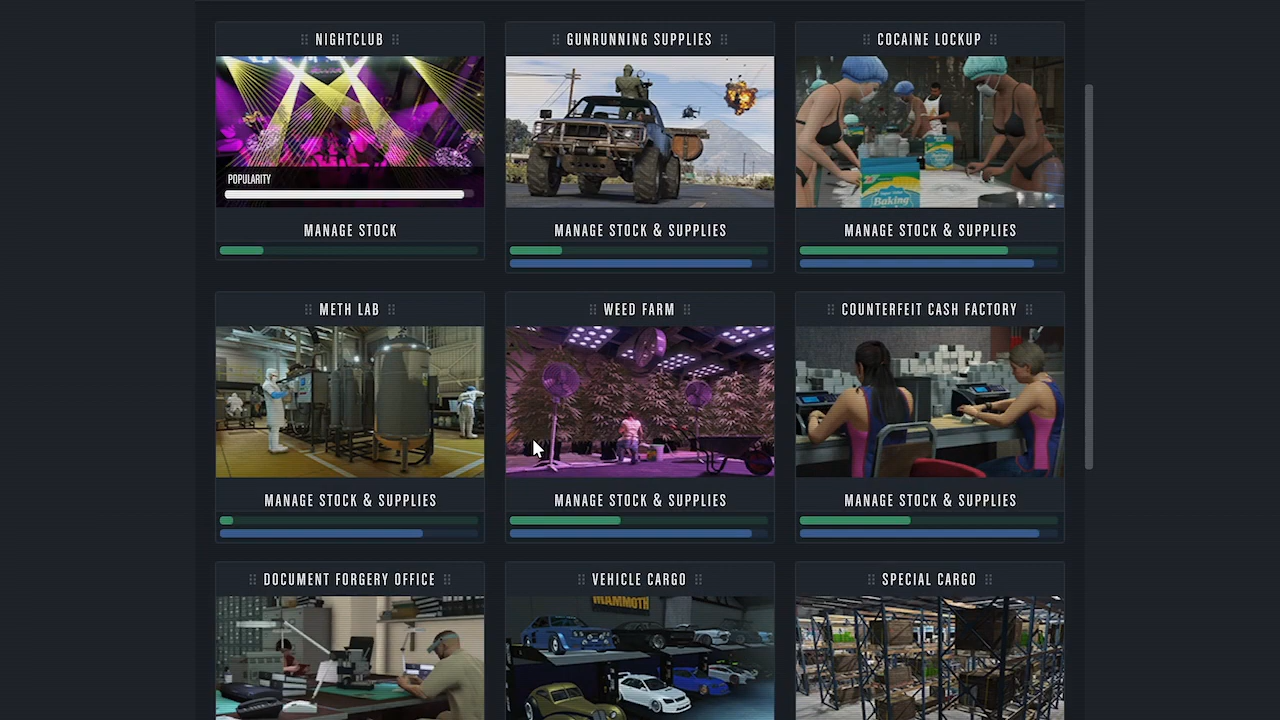 NIGHTCLUB
GUNRUNNING SUPPLIES
COCAINE LOCKUP
POPULARITY
Baking
MANAGE STOCK
MANAGE STOCK & SUPPLIES
MANAGE STOCK & SUPPLIES
METH LAB
WEED FARM
COUNTERFEIT CASH FACTORY
MANAGE STOCK & SUPPLIES
MANAGE STOCK & SUPPLIES
MANAGE STOCK & SUPPLIES
DOCUMENT FORGERY OFFICE
VEHICLE CARGO
SPECIAL CARGO
MAMMOTH